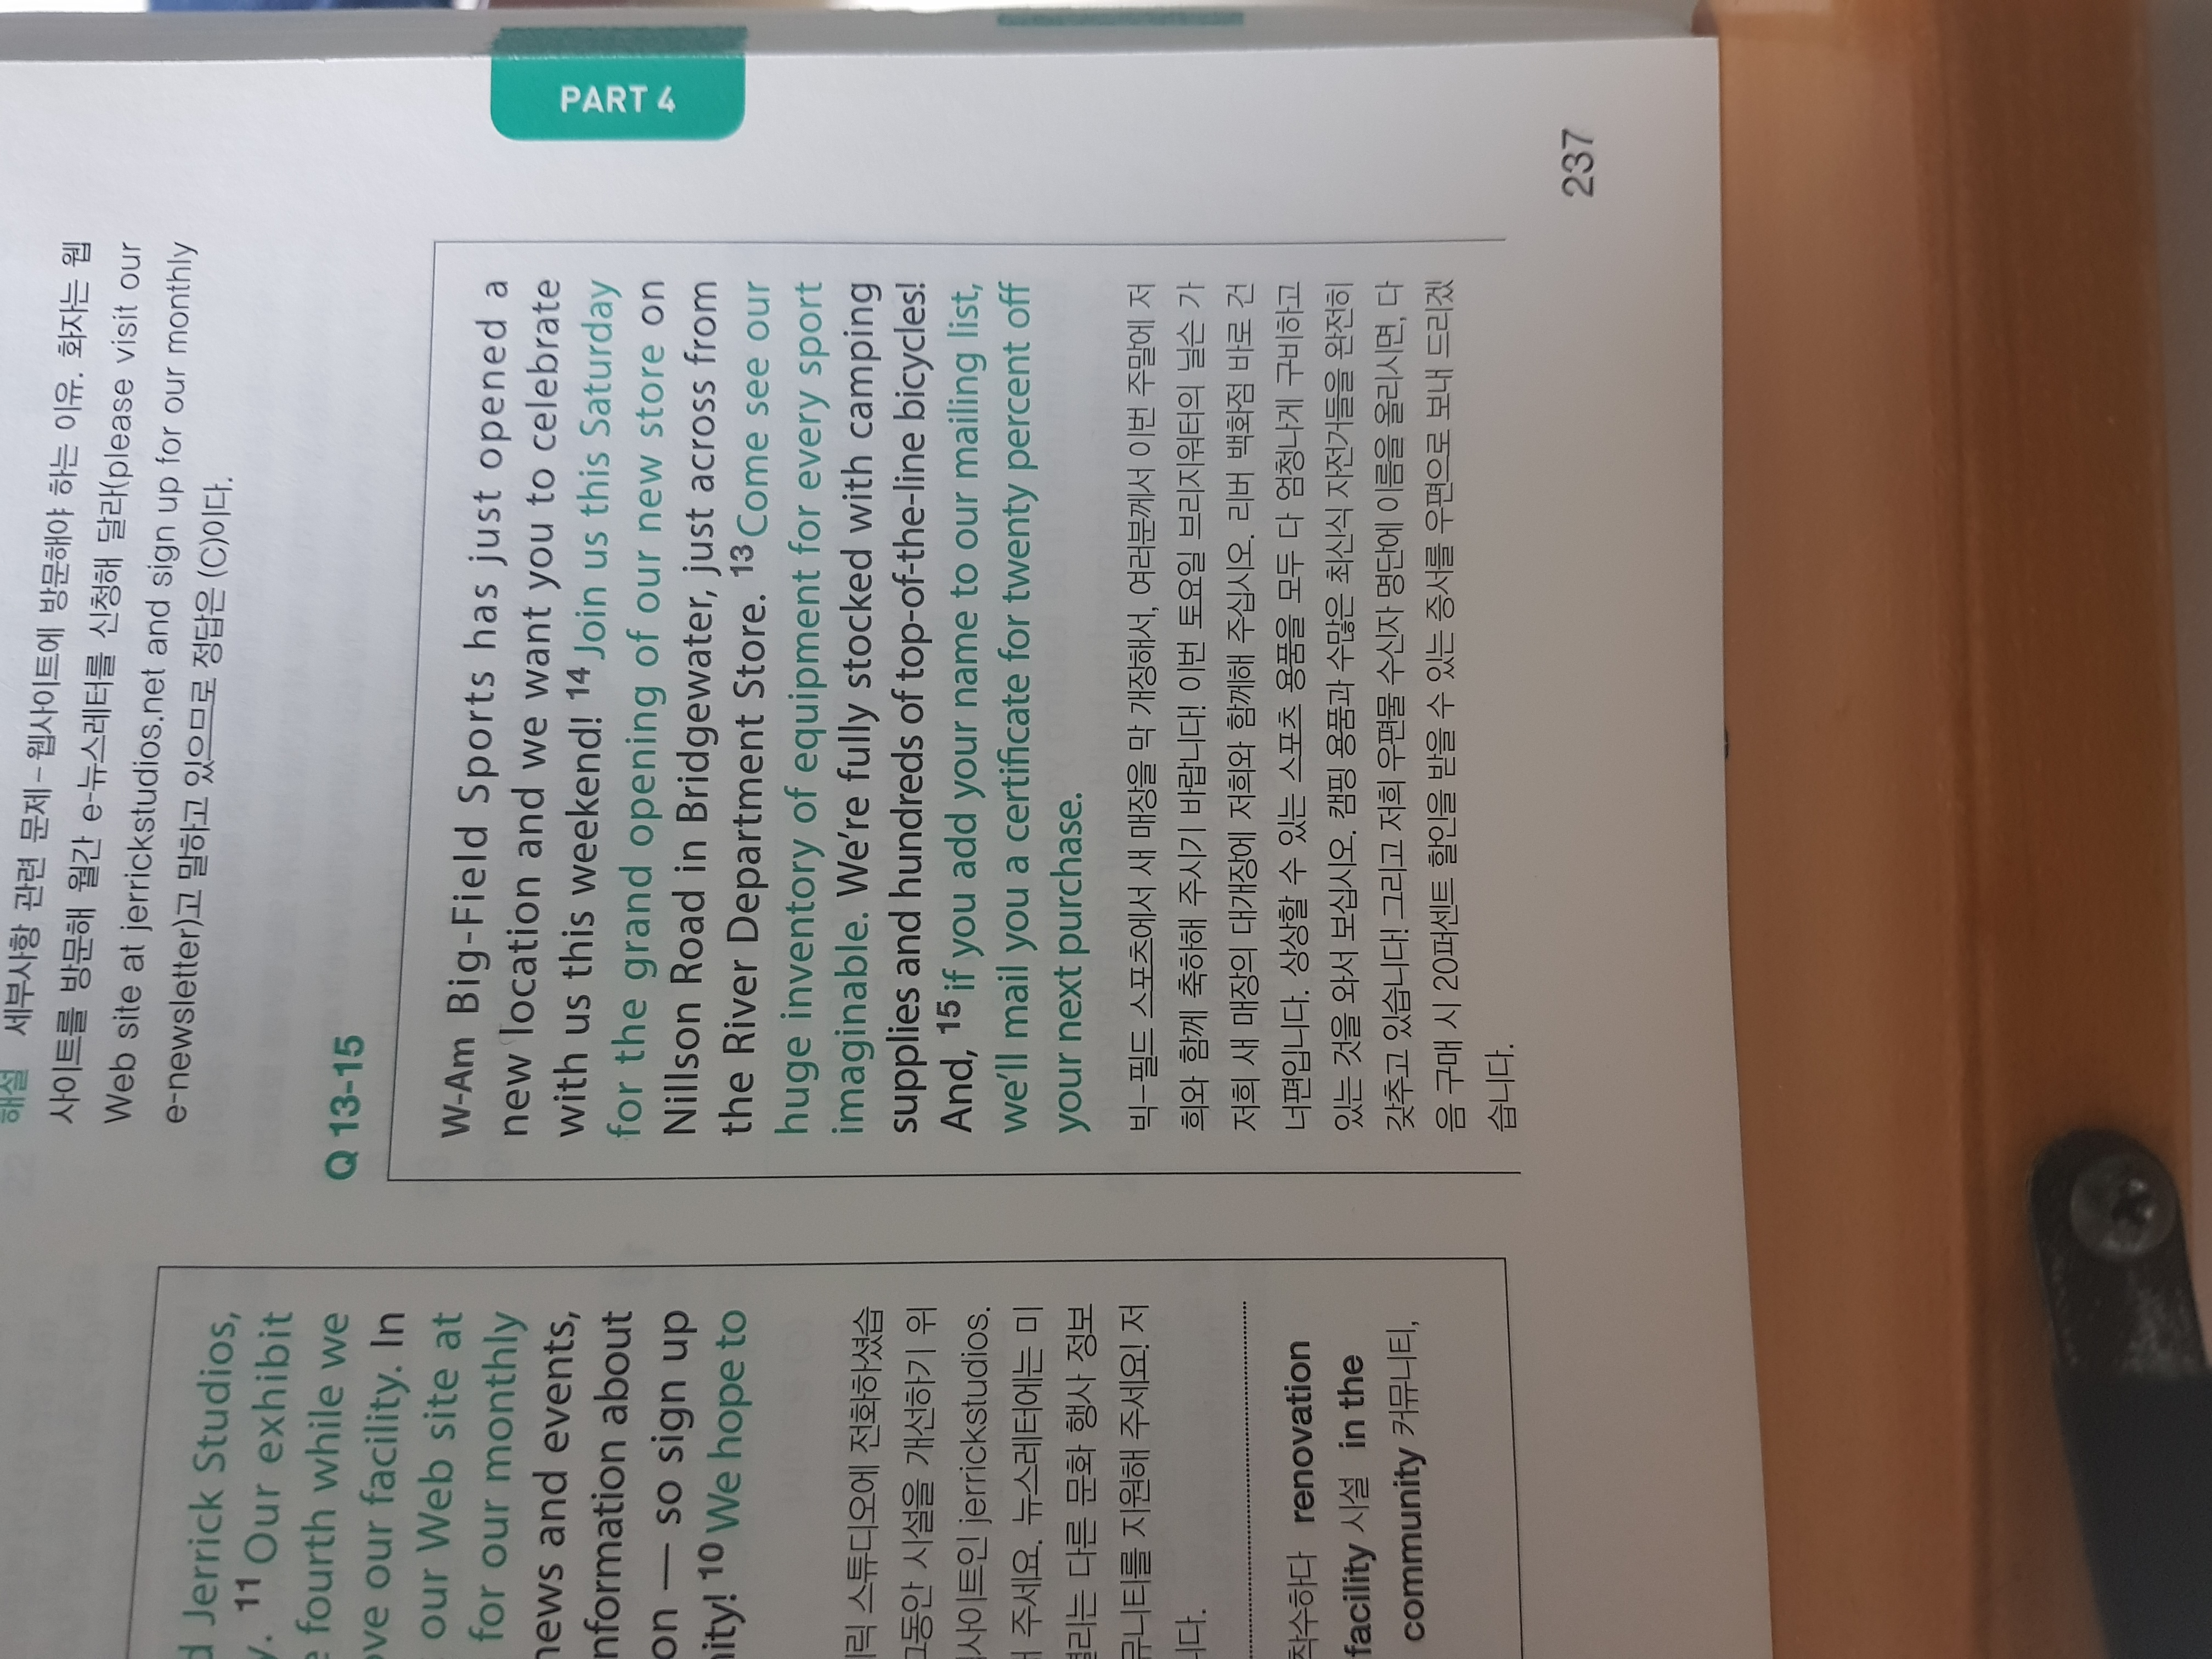 d Jerrick Studios,
y. 11 Our exhibit
e fourth while we
ove our facility. In
our Web site at
for our monthly
news and events,
nformation about
on — so sign up
nity! 10 We hope to
릭 스튜디오에 전화하셨습
그동안 시설을 개선하기 위
사이트인 jerrickstudios.
주세요. 뉴스레터에는 미
열리는 다른 문화 행사 정보
뮤니티를 지원해 주세요! 저
니다.
착수하다 renovation
facility 시설 in the
community 커뮤니티,
해설 세부사항 관련 문제 – 웹사이트에 방문해야 하는 이유. 화자는 웹
사이트를 방문해 월간 e-뉴스레터를 신청해 달라(please visit our
Web site at jerrickstudios.net and sign up for our monthly
e-newsletter)고 말하고 있으므로 정답은 (C)이다.
Q 13-15
W-Am Big-Field Sports has just opened a
new location and we want you to celebrate
with us this weekend! 14 Join us this Saturday
for the grand opening of our new store on
Nillson Road in Bridgewater, just across from
the River Department Store. 13 Come see our
huge inventory of equipment for every sport
imaginable. We're fully stocked with camping
supplies and hundreds of top-of-the-line bicycles!
And, 15 if you add your name to our mailing list,
we'll mail you a certificate for twenty percent off
your next purchase.
빅-필드 스포츠에서 새 매장을 막 개장해서, 여러분께서 이번 주말에 저
희와 함께 축하해 주시기 바랍니다! 이번 토요일 브리지워터의 닐슨 가
저희 새 매장의 대개장에 저희와 함께해 주십시오. 리버 백화점 바로 건
너편입니다. 상상할 수 있는 스포츠 용품을 모두 다 엄청나게 구비하고
있는 것을 와서 보십시오. 캠핑 용품과 수많은 최신식 자전거들을 완전히
갖추고 있습니다! 그리고 저희 우편물 수신자 명단에 이름을 올리시면, 다
음 구매 시 20퍼센트 할인을 받을 수 있는 증서를 우편으로 보내 드리겠
습니다.
PART 4
237